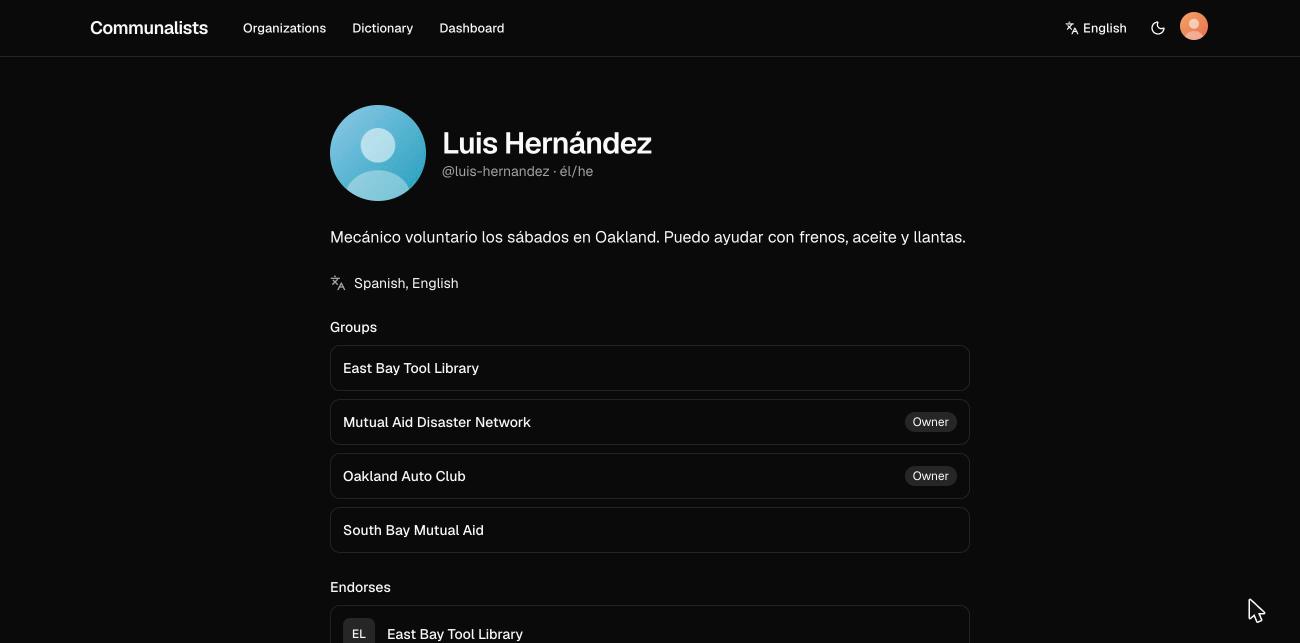 Communalists
Organizations
Dictionary
Dashboard
English
Luis Hernández
@luis-hernandez · él/he
Mecánico voluntario los sábados en Oakland. Puedo ayudar con frenos, aceite y llantas.
Spanish, English
Groups
East Bay Tool Library
Mutual Aid Disaster Network
Owner
Oakland Auto Club
Owner
South Bay Mutual Aid
Endorses
EL
East Bay Tool Library